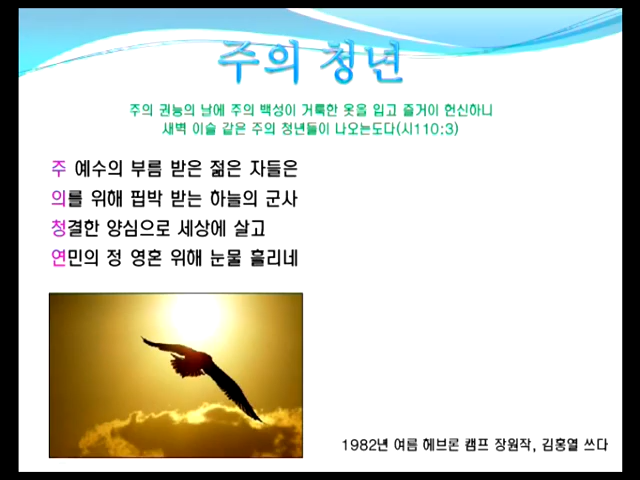 주의 청년
주의 권능의 날에 주의 백성이 거룩한 옷을 입고 즐거이 헌신하니
새벽 이슬 같은 주의 청년들이 나오는도다(시110:3)
주 예수의 부름 받은 젊은 자들은
의를 위해 핍박 받는 하늘의 군사
청결한 양심으로 세상에 살고
연민의 정 영혼 위해 눈물 흘리네
1982년 여름 헤브론 캠프 장원작, 김홍열 쓰다